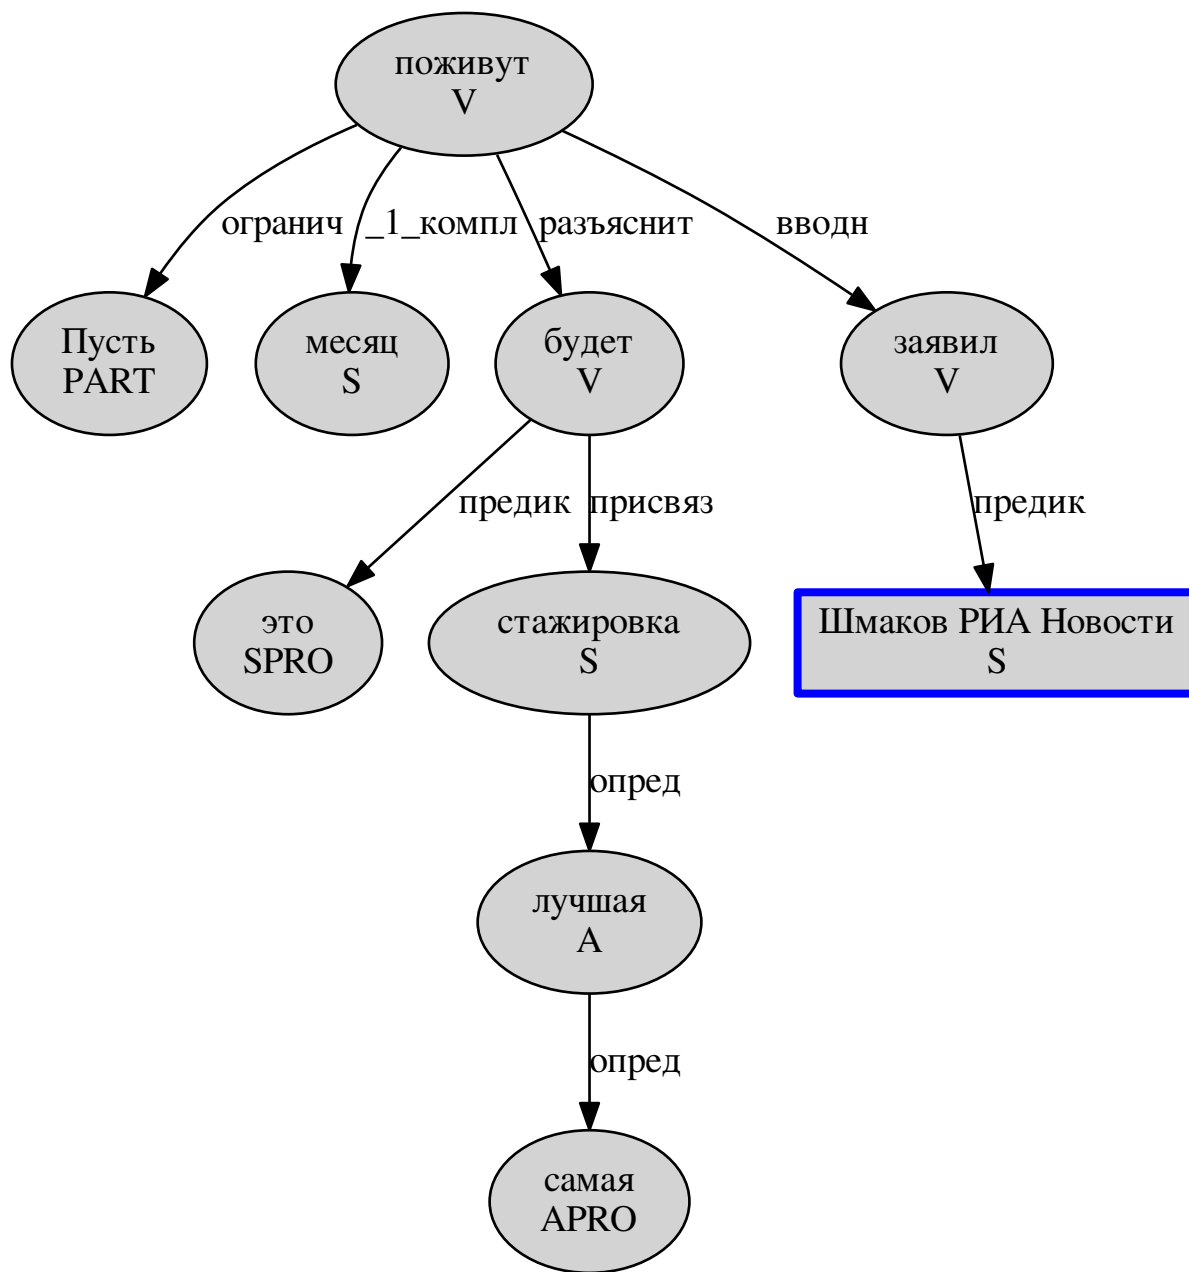 поживут
V
огранич
_1_компл
разъяснит
вводн
Пусть
PART
месяц
S
будет
V
заявил
V
предик
присвяз
предик
это
SPRO
стажировка
S
Шмаков РИА Новости
S
опред
лучшая
A
опред
самая
APRO